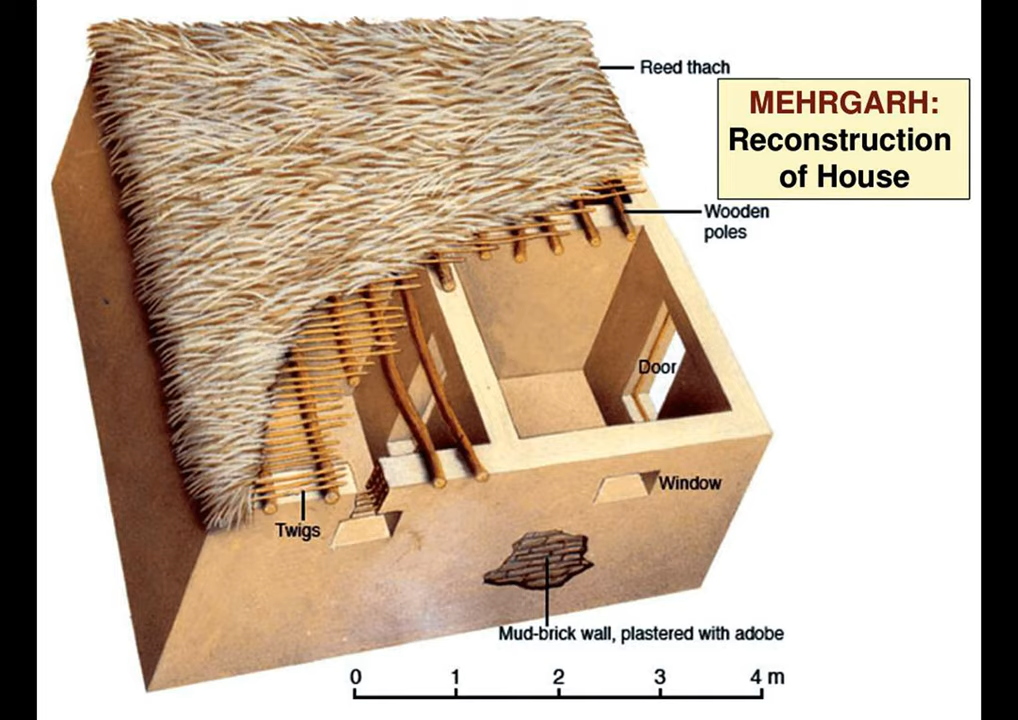 Reed thach
MEHRGARH:
Reconstruction
of House
Wooden
poles
Door
Window
Twigs
Mud-brick wall, plastered with adobe
0 1 2 3 4 m